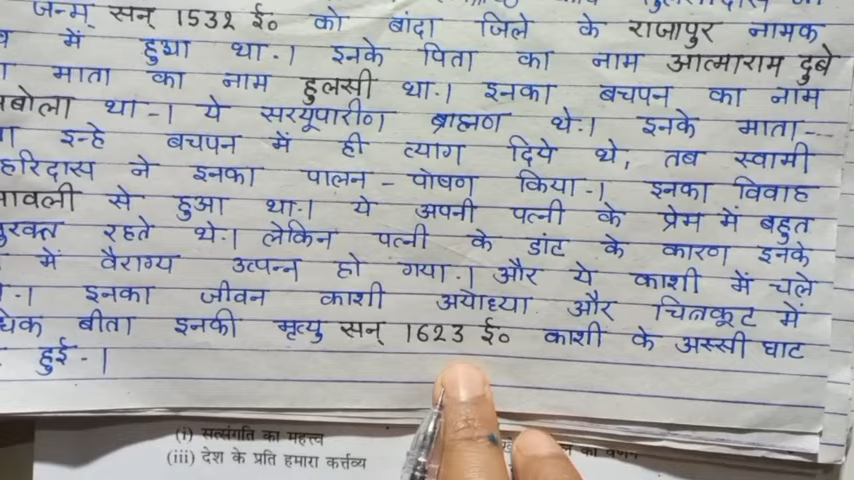 जन्म् सन् 1532 ई० को बांदा जिले के राजापुर नामक
में हुआ था.। इनके पिता का नाम आत्माराम दुबे
माता का नाम हुलसी था.। इनका बचपन का नाम
था-। ये सरयूपारीण ब्राह्मण थे.। इनके माता-
इन्हे बचपन में ही त्याग दिये थे, तब स्वामी
हरिदास ने इनका पालन-पोषण किया-। इनका विवाह
से हुआ था.। ये अपनी पत्नी के प्रेम में बहुत
रहते थे.। लेकिन पत्नी के डांट के कारण इनके
में वैराग्य उत्पन्न हो गया.। और ये काशी में चले
इनका जीवन काशी अयोध्या और चित्रकूट में
बीता इनकी मृत्यु सन् 1623 ई० काशी के अस्सी घाट
हुई-।
(i) सत्संगति का महत्त्व
(iii) देश के प्रति हमारा कर्त्तव्य
का वर्णन